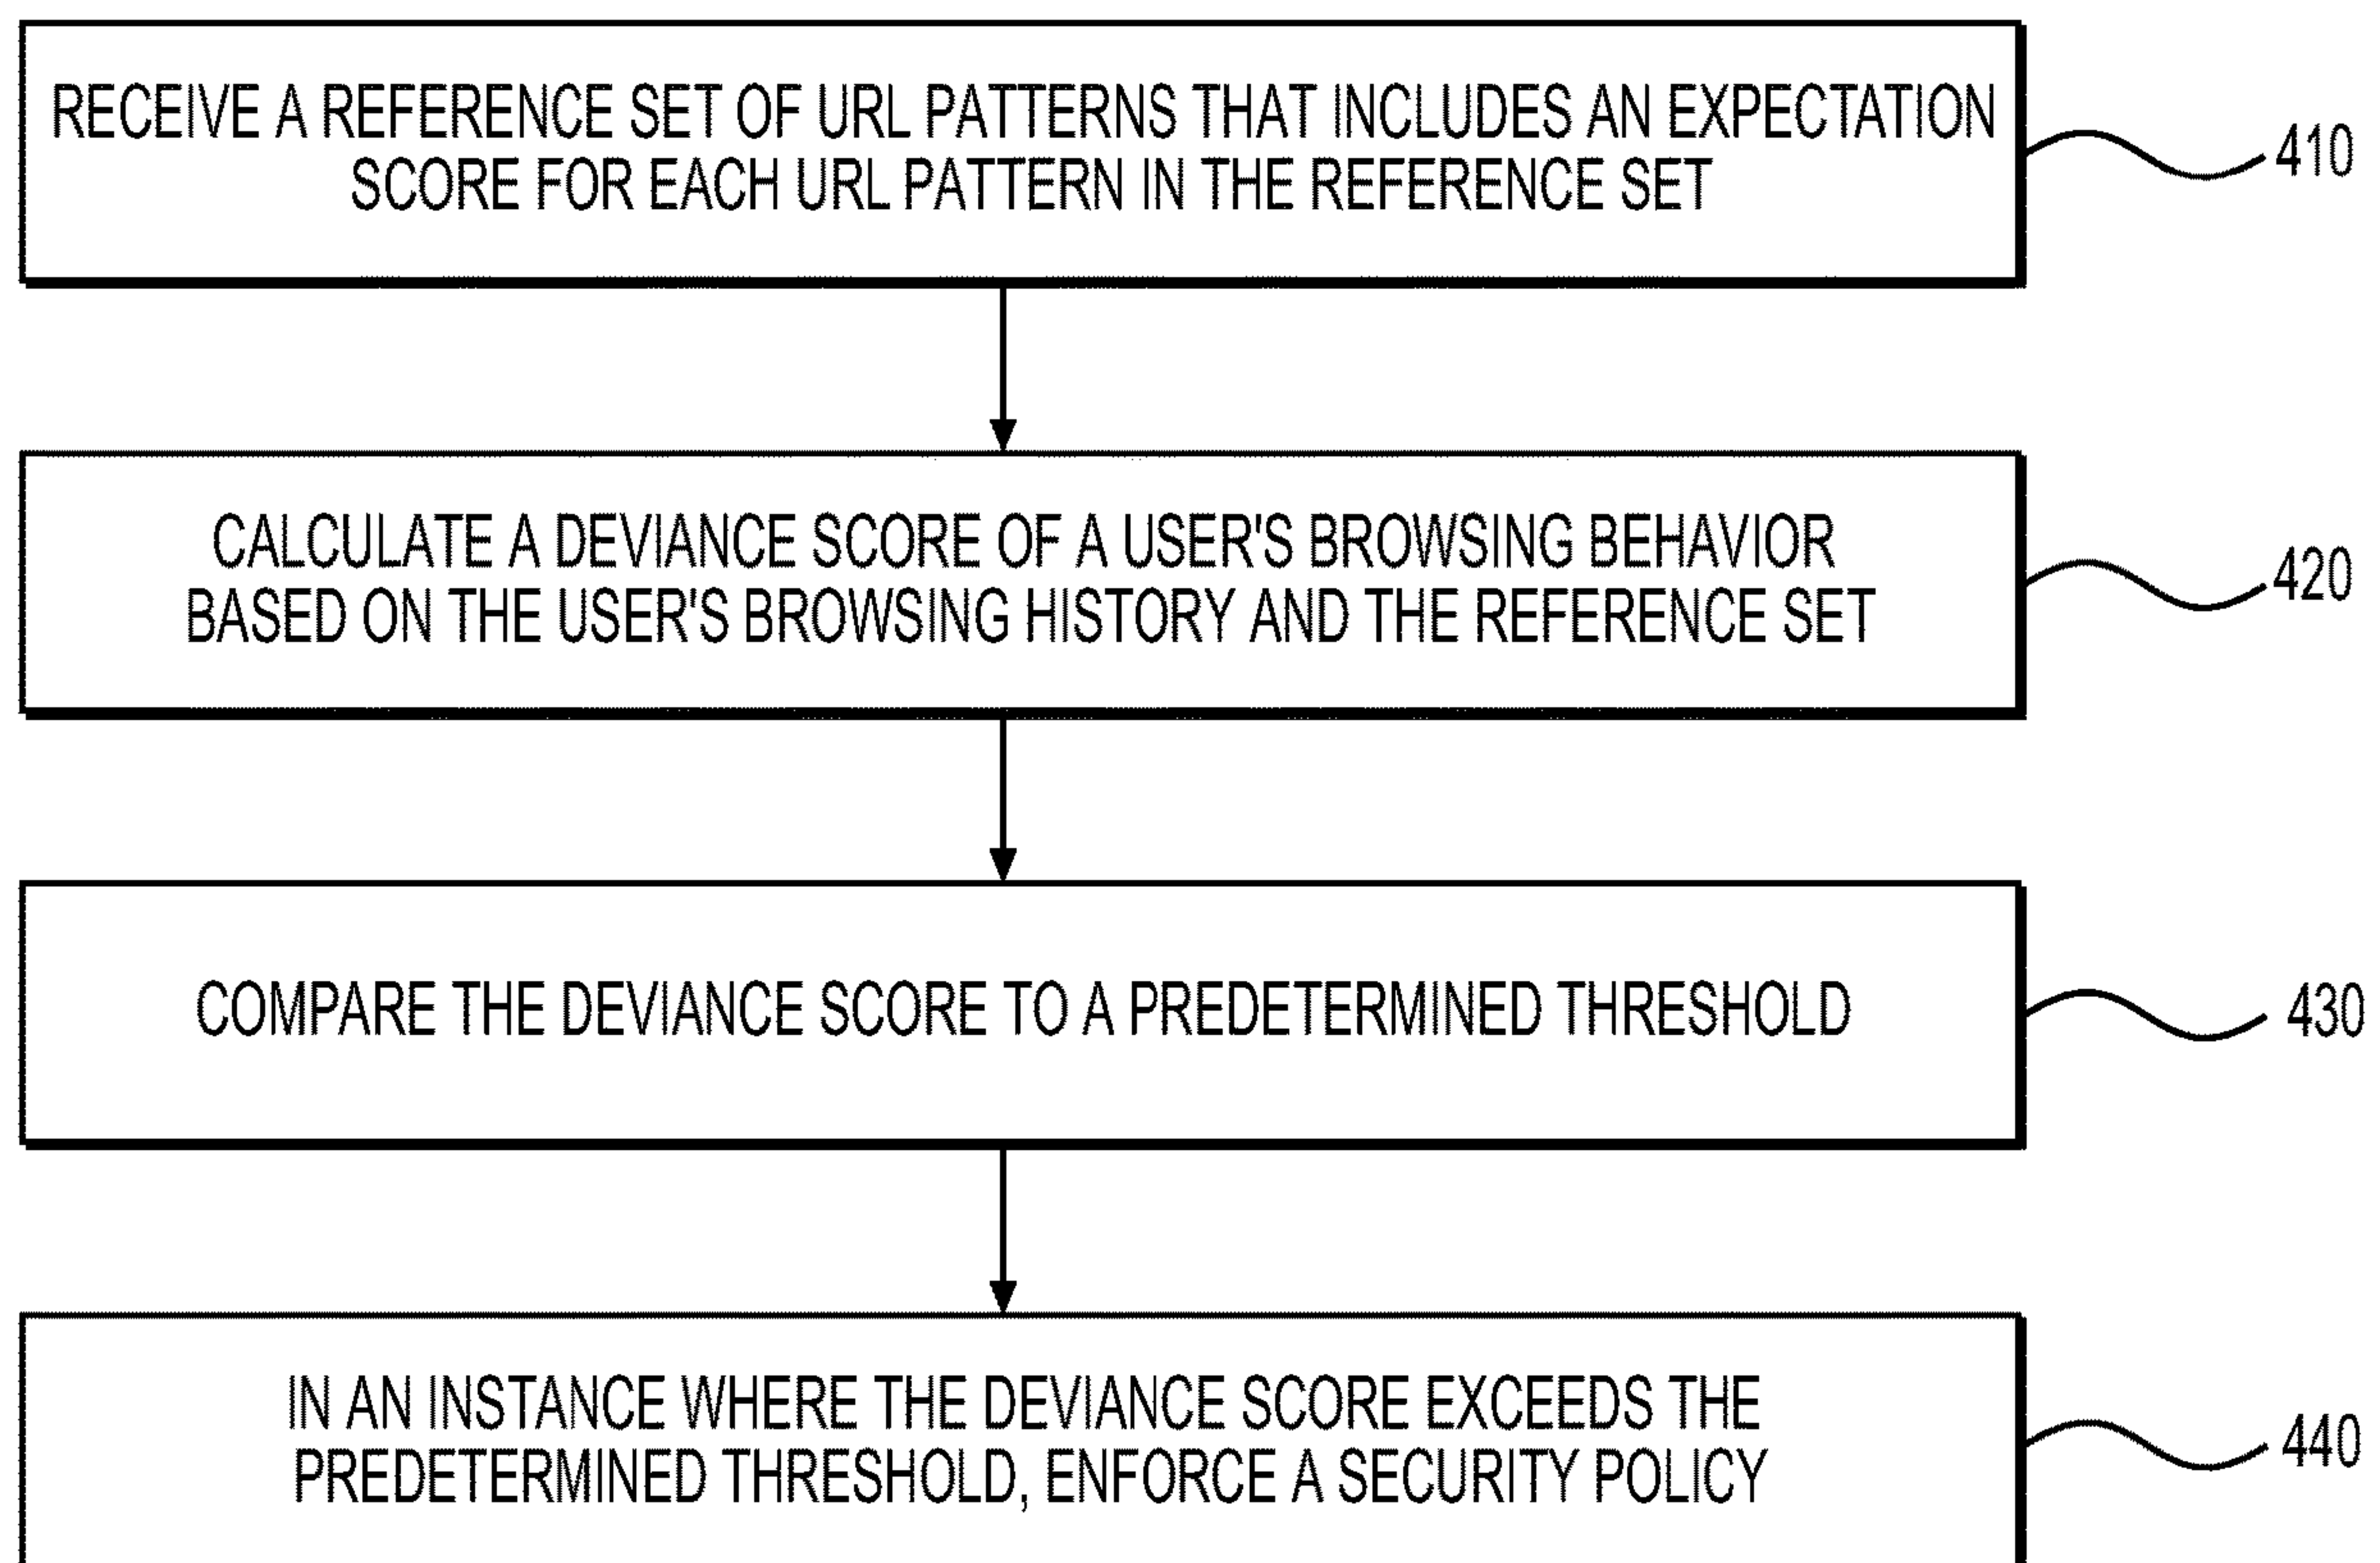 RECEIVE A REFERENCE SET OF URL PATTERNS THAT INCLUDES AN EXPECTATION
SCORE FOR EACH URL PATTERN IN THE REFERENCE SET
410
CALCULATE A DEVIANCE SCORE OF A USER'S BROWSING BEHAVIOR
BASED ON THE USER'S BROWSING HISTORY AND THE REFERENCE SET
420
COMPARE THE DEVIANCE SCORE TO A PREDETERMINED THRESHOLD
430
IN AN INSTANCE WHERE THE DEVIANCE SCORE EXCEEDS THE
PREDETERMINED THRESHOLD, ENFORCE A SECURITY POLICY
440